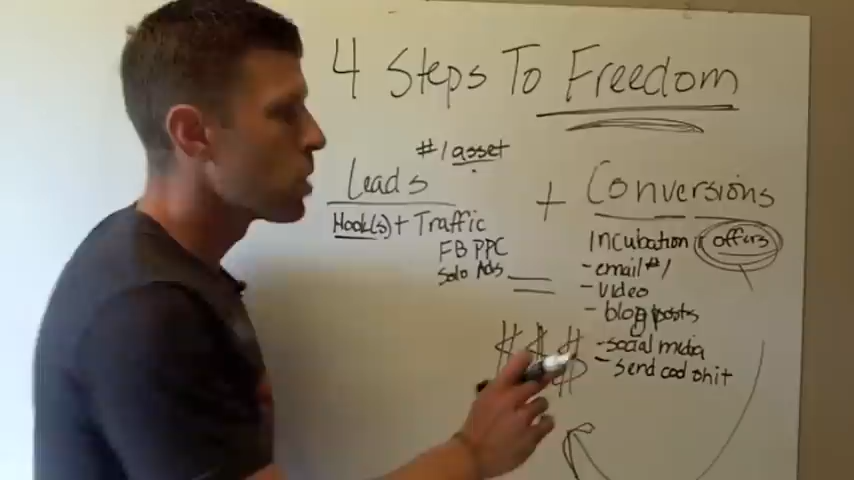 4 Steps To Freedom
#1 asset
Leads + Conversions
Hook(s) + Traffic
FB PPC
Solo Ads
=
$ $ $
Incubation offers
- email #1
- video
- blog posts
- social media
- send cool shit